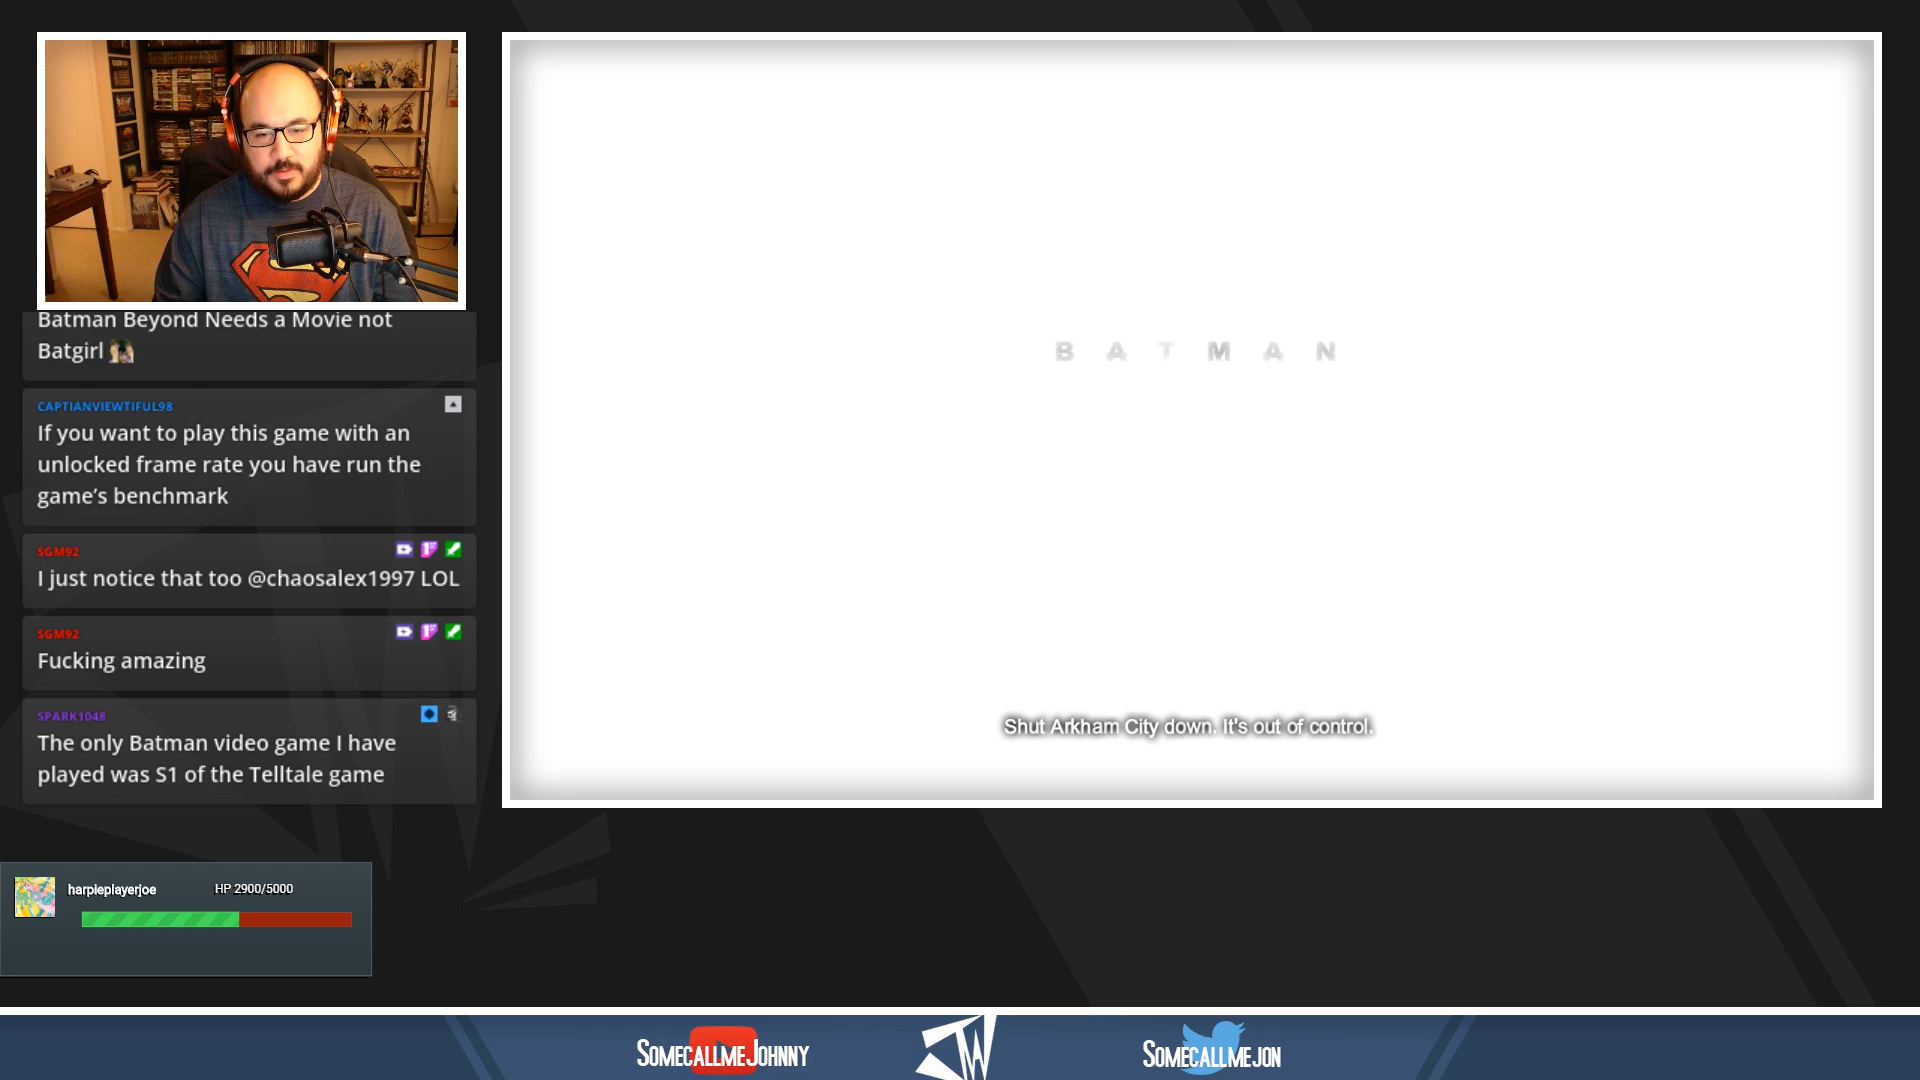 Batman Beyond Needs a Movie not
Batgirl
CAPTIANVIEWTIFUL98
If you want to play this game with an
unlocked frame rate you have run the
game's benchmark
SGM92
I just notice that too @chaosalex1997 LOL
SGM92
Fucking amazing
SPARK1048
The only Batman video game I have
played was S1 of the Telltale game
harpieplayerjoe HP 2900/5000
BATMAN
Shut Arkham City down. It's out of control.
SOMECALLMEJOHNNY
SOMECALLMEJON